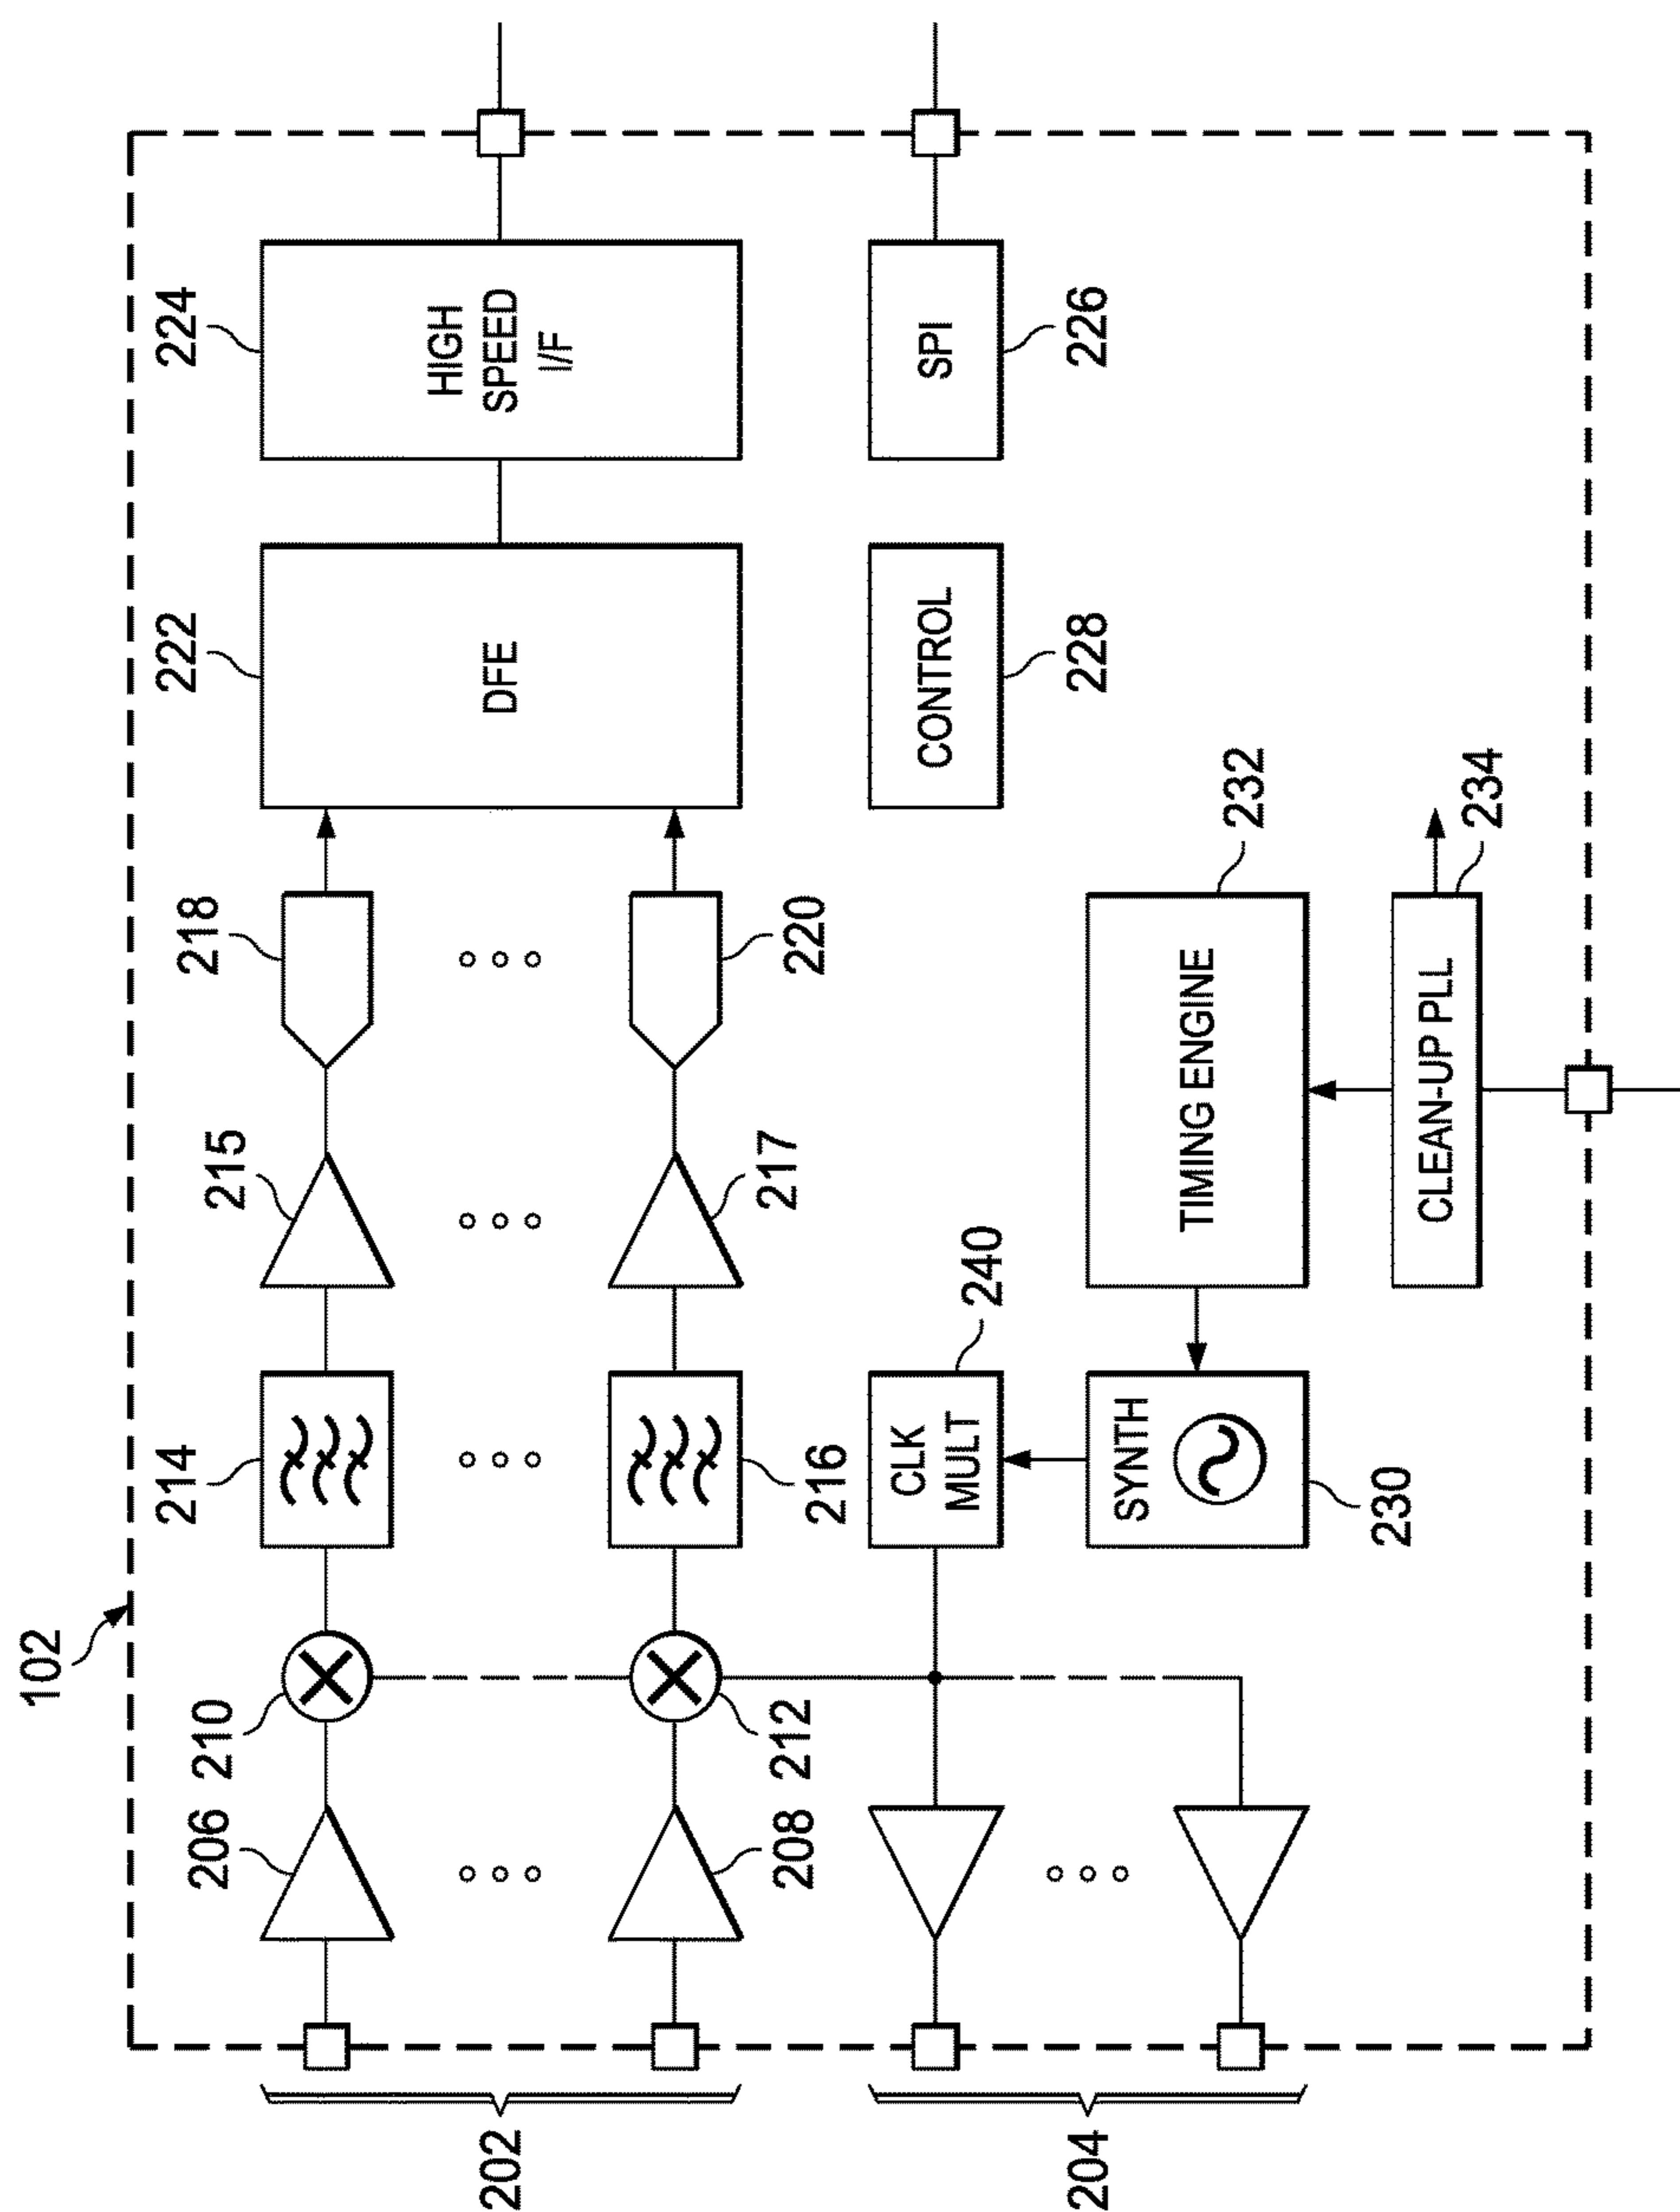 102
206
210
214
215
218
222
224
HIGH
SPEED
I/F
DFE
202
208
212
216
217
220
CLK
MULT
240
CONTROL
228
SPI
226
204
SYNTH
230
TIMING ENGINE
232
CLEAN-UP PLL
234